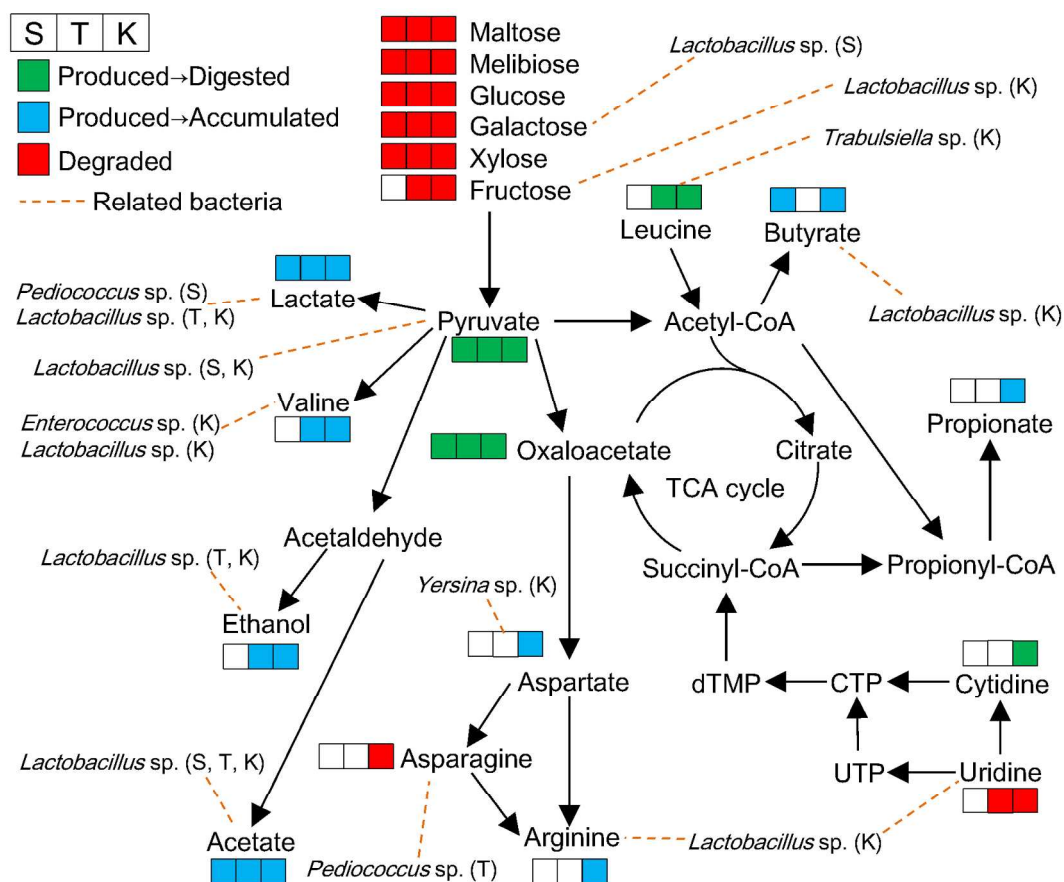 S T K
Produced→Digested
Produced→Accumulated
Degraded
Related bacteria
Maltose
Melibiose
Glucose
Galactose
Xylose
Fructose
Lactobacillus sp. (S)
Lactobacillus sp. (K)
Trabulsiella sp. (K)
Leucine
Butyrate
Pediococcus sp. (S)
Lactobacillus sp. (T, K)
Lactate
Pyruvate
Acetyl-CoA
Lactobacillus sp. (K)
Lactobacillus sp. (S, K)
Valine
Enterococcus sp. (K)
Lactobacillus sp. (K)
Oxaloacetate
Citrate
Propionate
TCA cycle
Acetaldehyde
Succinyl-CoA
Propionyl-CoA
Lactobacillus sp. (T, K)
Yersina sp. (K)
Ethanol
Aspartate
dTMP
CTP
Cytidine
Lactobacillus sp. (S, T, K)
Asparagine
UTP
Uridine
Acetate
Pediococcus sp. (T)
Arginine
Lactobacillus sp. (K)